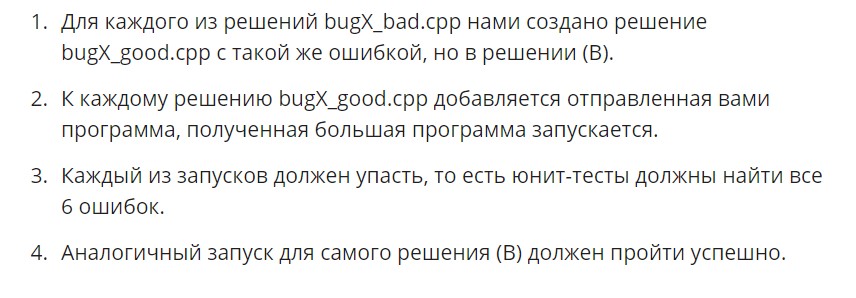 1. Для каждого из решений bugX_bad.cpp нами создано решение
bugX_good.cpp с такой же ошибкой, но в решении (B).
2. К каждому решению bugX_good.cpp добавляется отправленная вами
программа, полученная большая программа запускается.
3. Каждый из запусков должен упасть, то есть юнит-тесты должны найти все
6 ошибок.
4. Аналогичный запуск для самого решения (B) должен пройти успешно.